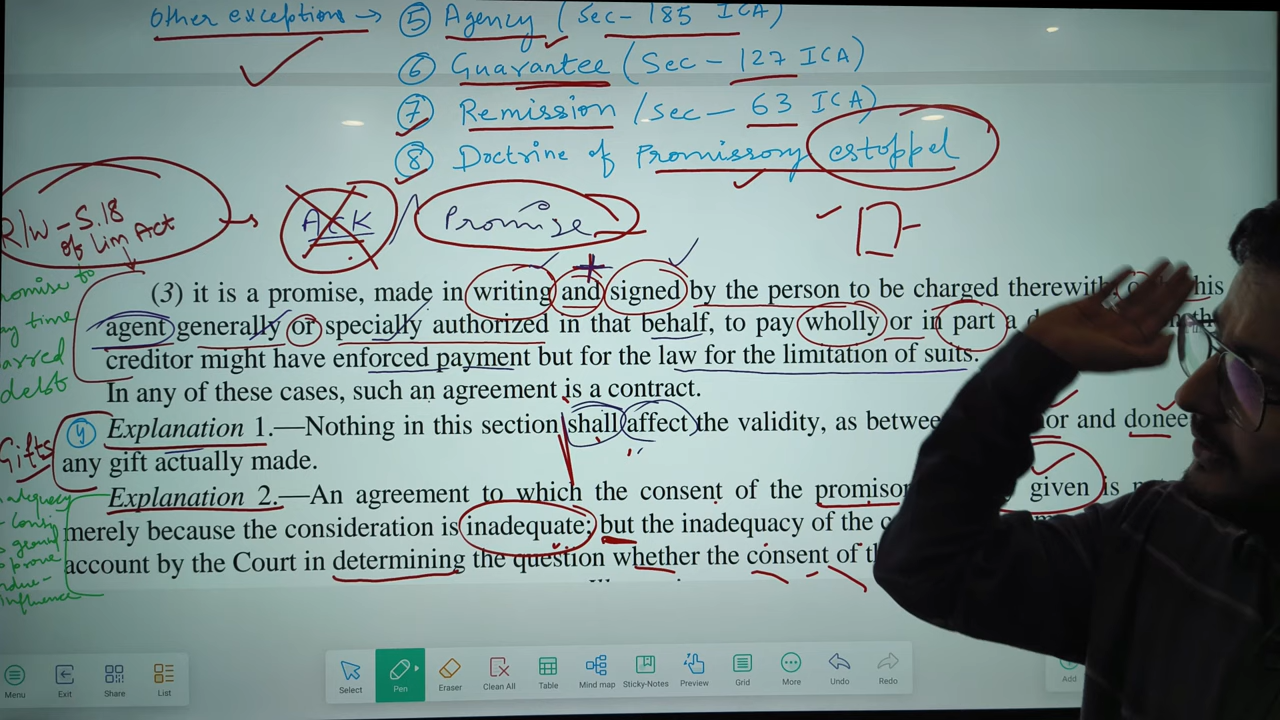 Other exceptions → ⑤ Agency (Sec - 185 ICA)
⑥ Guarantee (Sec - 127 ICA)
⑦ Remission (Sec - 63 ICA)
⑧ Doctrine of Promissory estoppel
R/W - S.18
of Lim Act
→ Ack / Promise
(3) it is a promise, made in writing and signed by the person to be charged therewith his
agent generally or specially authorized in that behalf, to pay wholly or in part a
creditor might have enforced payment but for the law for the limitation of suits.
In any of these cases, such an agreement is a contract.
Explanation 1.—Nothing in this section shall affect the validity, as between and donee
any gift actually made.
Explanation 2.—An agreement to which the consent of the promisor given is
merely because the consideration is inadequate; but the inadequacy of the
account by the Court in determining the question whether the consent of
debt
Gifts
influence
Menu Exit Share List Select Pen Eraser Clean All Table Mind map Sticky-Notes Preview Grid More Undo Redo Add